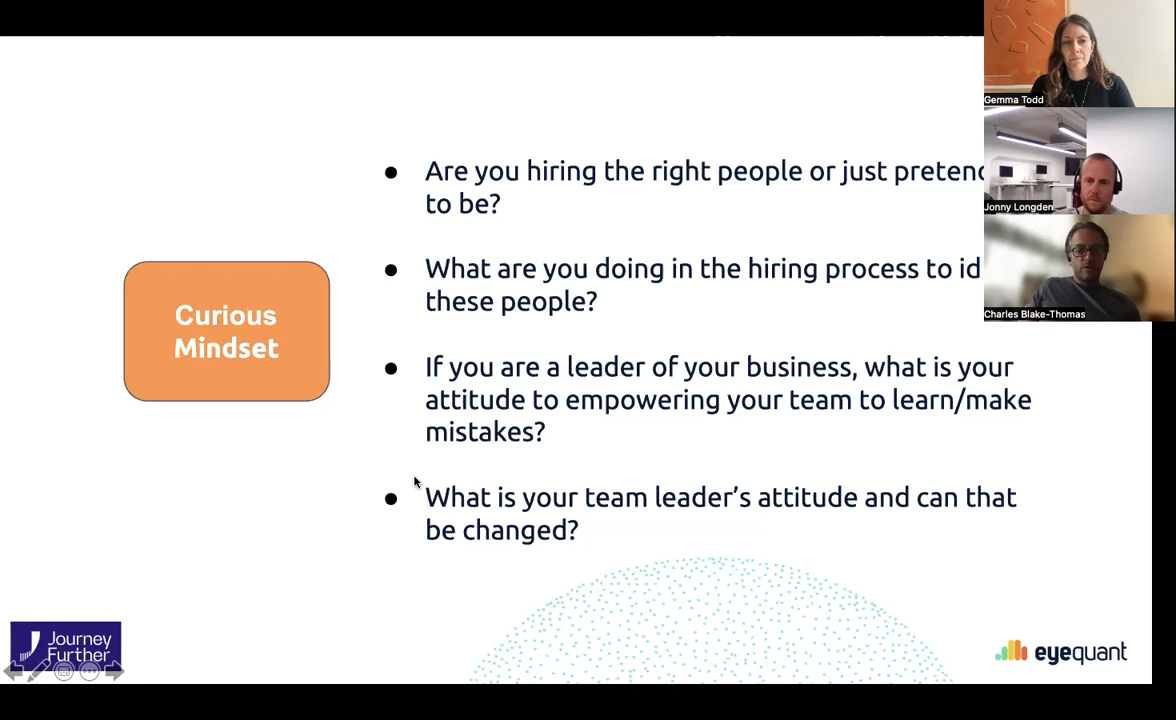 Gemma Todd
Are you hiring the right people or just
to be?
Jonny Longden
Curious
Mindset
What are you doing in the hiring process to
these people?
Charles Blake-Thomas
If you are a leader of your business, what is your
attitude to empowering your team to learn/make
mistakes?
What is your team leader’s attitude and can that
be changed?
Journey
Further
eyequant